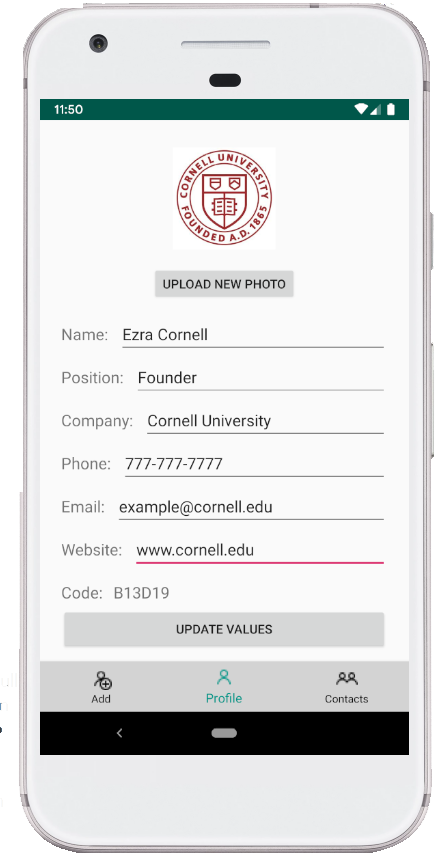 11:50
CORNELL UNIVERSITY
FOUNDED A.D. 1865
UPLOAD NEW PHOTO
Name: Ezra Cornell
Position: Founder
Company: Cornell University
Phone: 777-777-7777
Email: example@cornell.edu
Website: www.cornell.edu
Code: B13D19
UPDATE VALUES
Add Profile Contacts